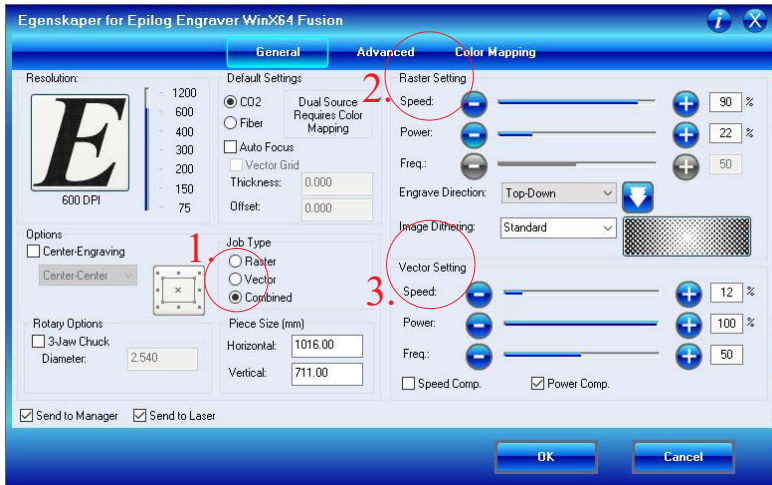 Egenskaper for Epilog Engraver WinX64 Fusion
i X
General Advanced Color Mapping
Resolution:
E
600 DPI
1200
600
400
300
200
150
75
Default Settings
CO2
Fiber
Dual Source
Requires Color
Mapping
Auto Focus
Vector Grid
Thickness: 0.000
Offset: 0.000
2.
Raster Setting
Speed: 90 %
Power: 22 %
Freq.: 50
Engrave Direction: Top-Down
Image Dithering: Standard
Options
Center-Engraving
Center-Center
1.
Job Type
Raster
Vector
Combined
3.
Vector Setting
Speed: 12 %
Power: 100 %
Freq.: 50
Speed Comp. Power Comp.
Rotary Options
3-Jaw Chuck
Diameter: 2.540
Piece Size (mm)
Horizontal: 1016.00
Vertical: 711.00
Send to Manager Send to Laser
OK Cancel